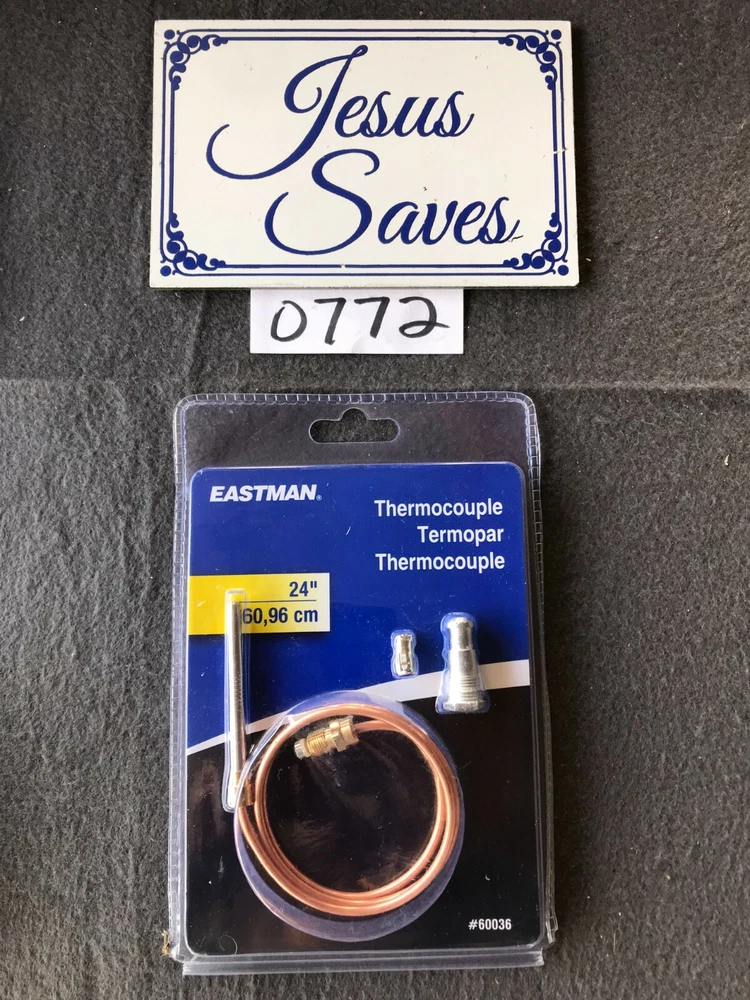 Jesus
Saves
0772
EASTMAN®
Thermocouple
Termopar
Thermocouple
24"
60,96 cm
#60036